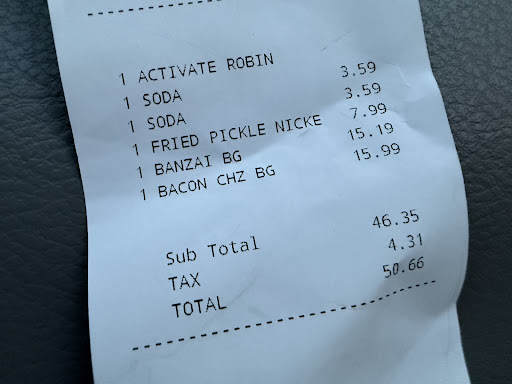 1 ACTIVATE ROBIN
1 SODA 3.59
1 SODA 3.59
1 FRIED PICKLE NICKE 7.99
1 BANZAI BG 15.19
1 BACON CHZ BG 15.99
Sub Total 46.35
TAX 4.31
TOTAL 50.66